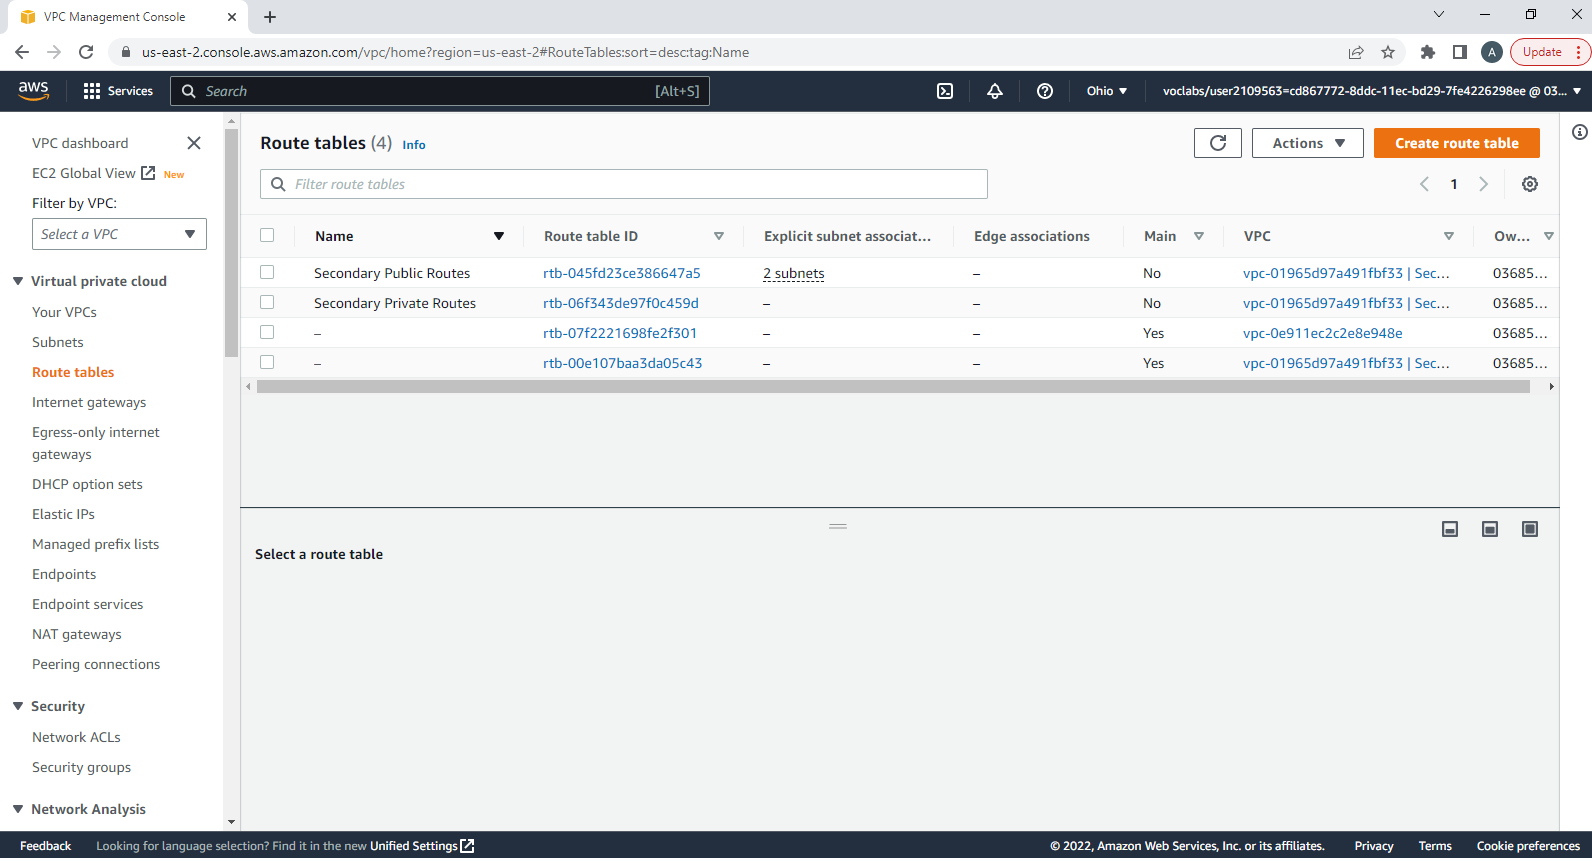 VPC Management Console
us-east-2.console.aws.amazon.com/vpc/home?region=us-east-2#RouteTables:sort=desc:tag:Name
A
Update
aws
Services
Search
[Alt+S]
Ohio
voclabs/user2109563=cd867772-8ddc-11ec-bd29-7fe4226298ee @ 03...
VPC dashboard
EC2 Global View New
Filter by VPC:
Select a VPC
Virtual private cloud
Your VPCs
Subnets
Route tables
Internet gateways
Egress-only internet
gateways
DHCP option sets
Elastic IPs
Managed prefix lists
Endpoints
Endpoint services
NAT gateways
Peering connections
Security
Network ACLs
Security groups
Network Analysis
Route tables (4) Info
Actions
Create route table
Filter route tables
1
Name Route table ID Explicit subnet associat... Edge associations Main VPC Ow...
Secondary Public Routes rtb-045fd23ce386647a5 2 subnets – No vpc-01965d97a491fbf33 | Sec... 03685...
Secondary Private Routes rtb-06f343de97f0c459d – – No vpc-01965d97a491fbf33 | Sec... 03685...
– rtb-07f2221698fe2f301 – – Yes vpc-0e911ec2c2e8e948e 03685...
– rtb-00e107baa3da05c43 – – Yes vpc-01965d97a491fbf33 | Sec... 03685...
Select a route table
Feedback Looking for language selection? Find it in the new Unified Settings © 2022, Amazon Web Services, Inc. or its affiliates. Privacy Terms Cookie preferences